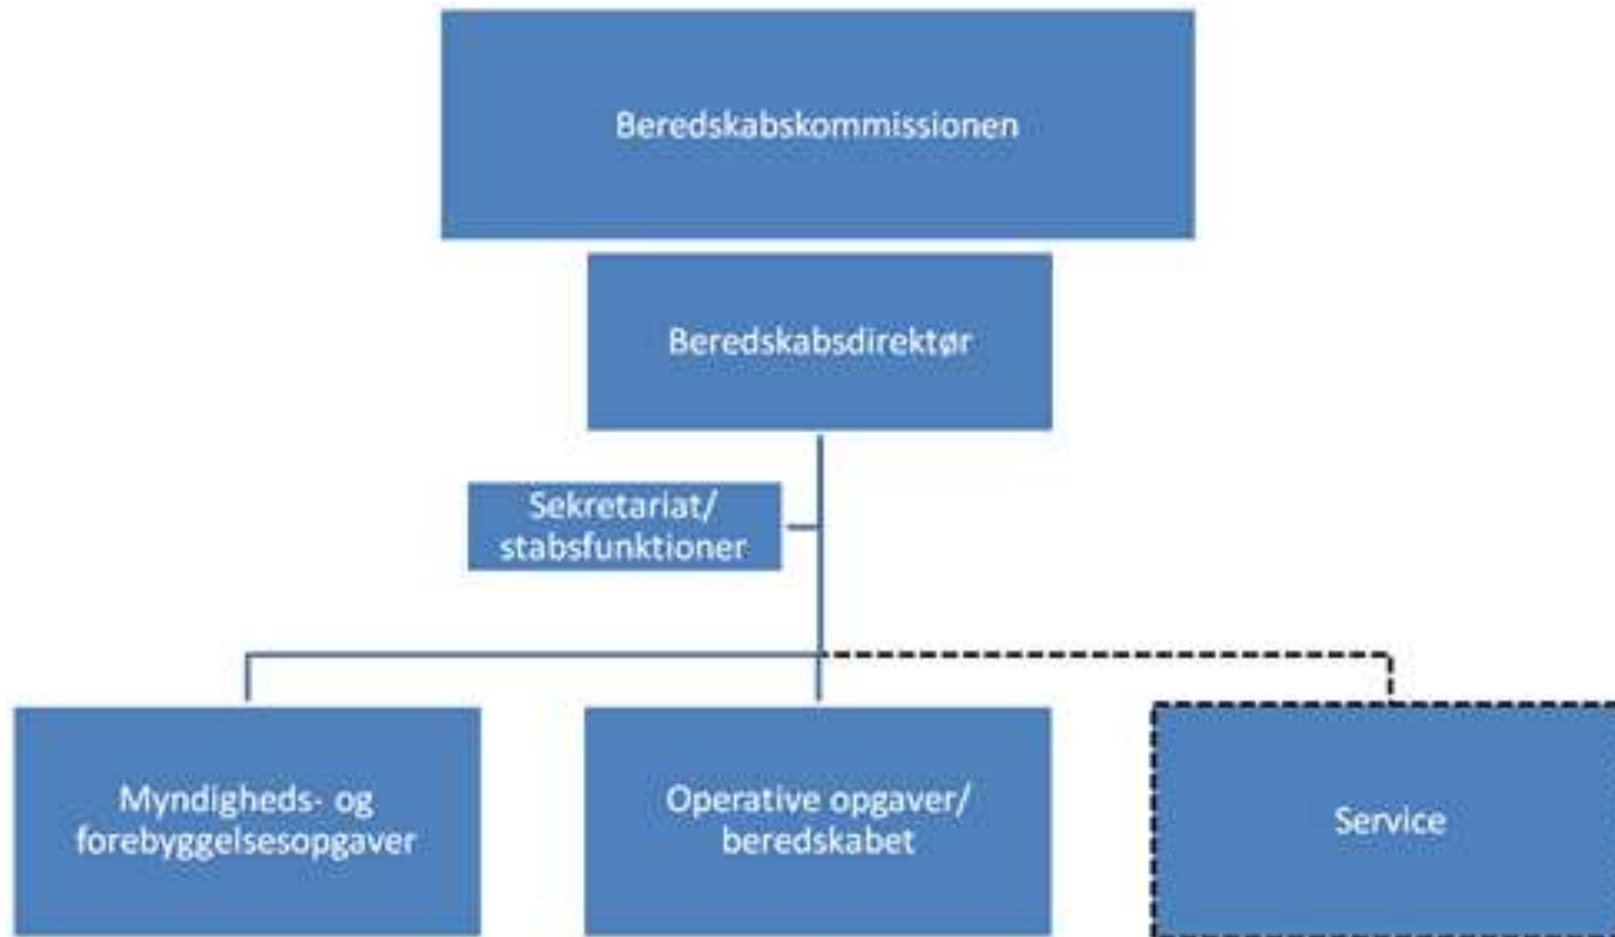 Beredskabskommissionen
Beredskabsdirektør
Sekretariat/
stabsfunktioner
Myndigheds- og
forebyggelsesopgaver
Operative opgaver/
beredskabet
Service